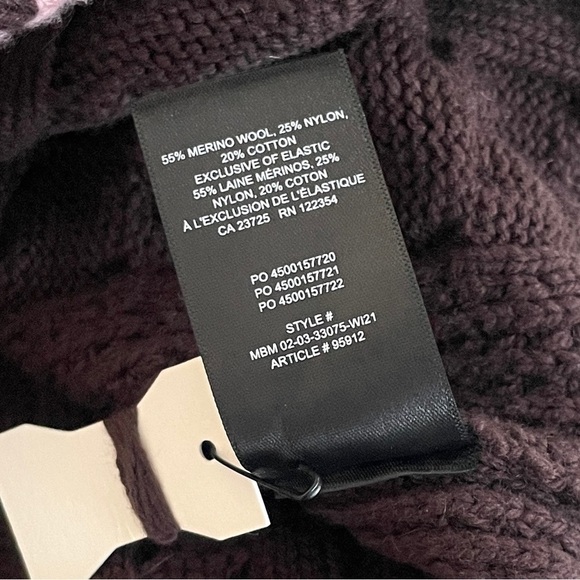 55% MERINO WOOL, 25% NYLON,
20% COTTON
EXCLUSIVE OF ELASTIC
55% LAINE MÉRINOS, 25%
NYLON, 20% COTON
À L'EXCLUSION DE L'ÉLASTIQUE
CA 23725 RN 122354
PO 4500157720
PO 4500157721
PO 4500157722
STYLE #
MBM 02-03-33075-WI21
ARTICLE # 95912